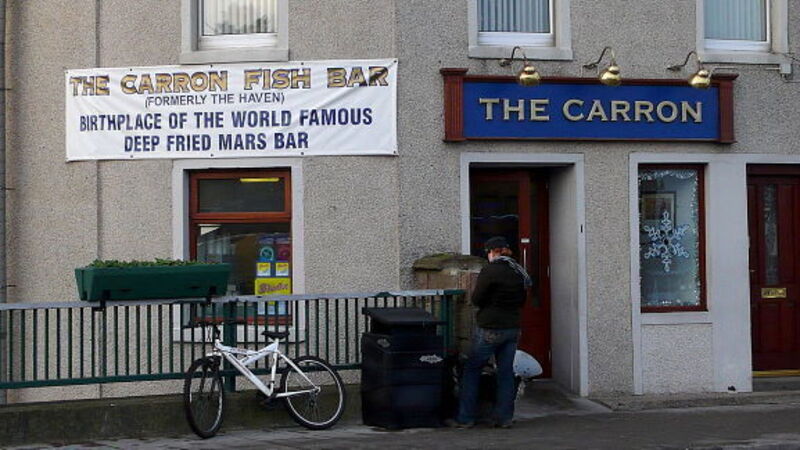 THE CARRON FISH BAR
(FORMERLY THE HAVEN)
BIRTHPLACE OF THE WORLD FAMOUS
DEEP FRIED MARS BAR
THE CARRON